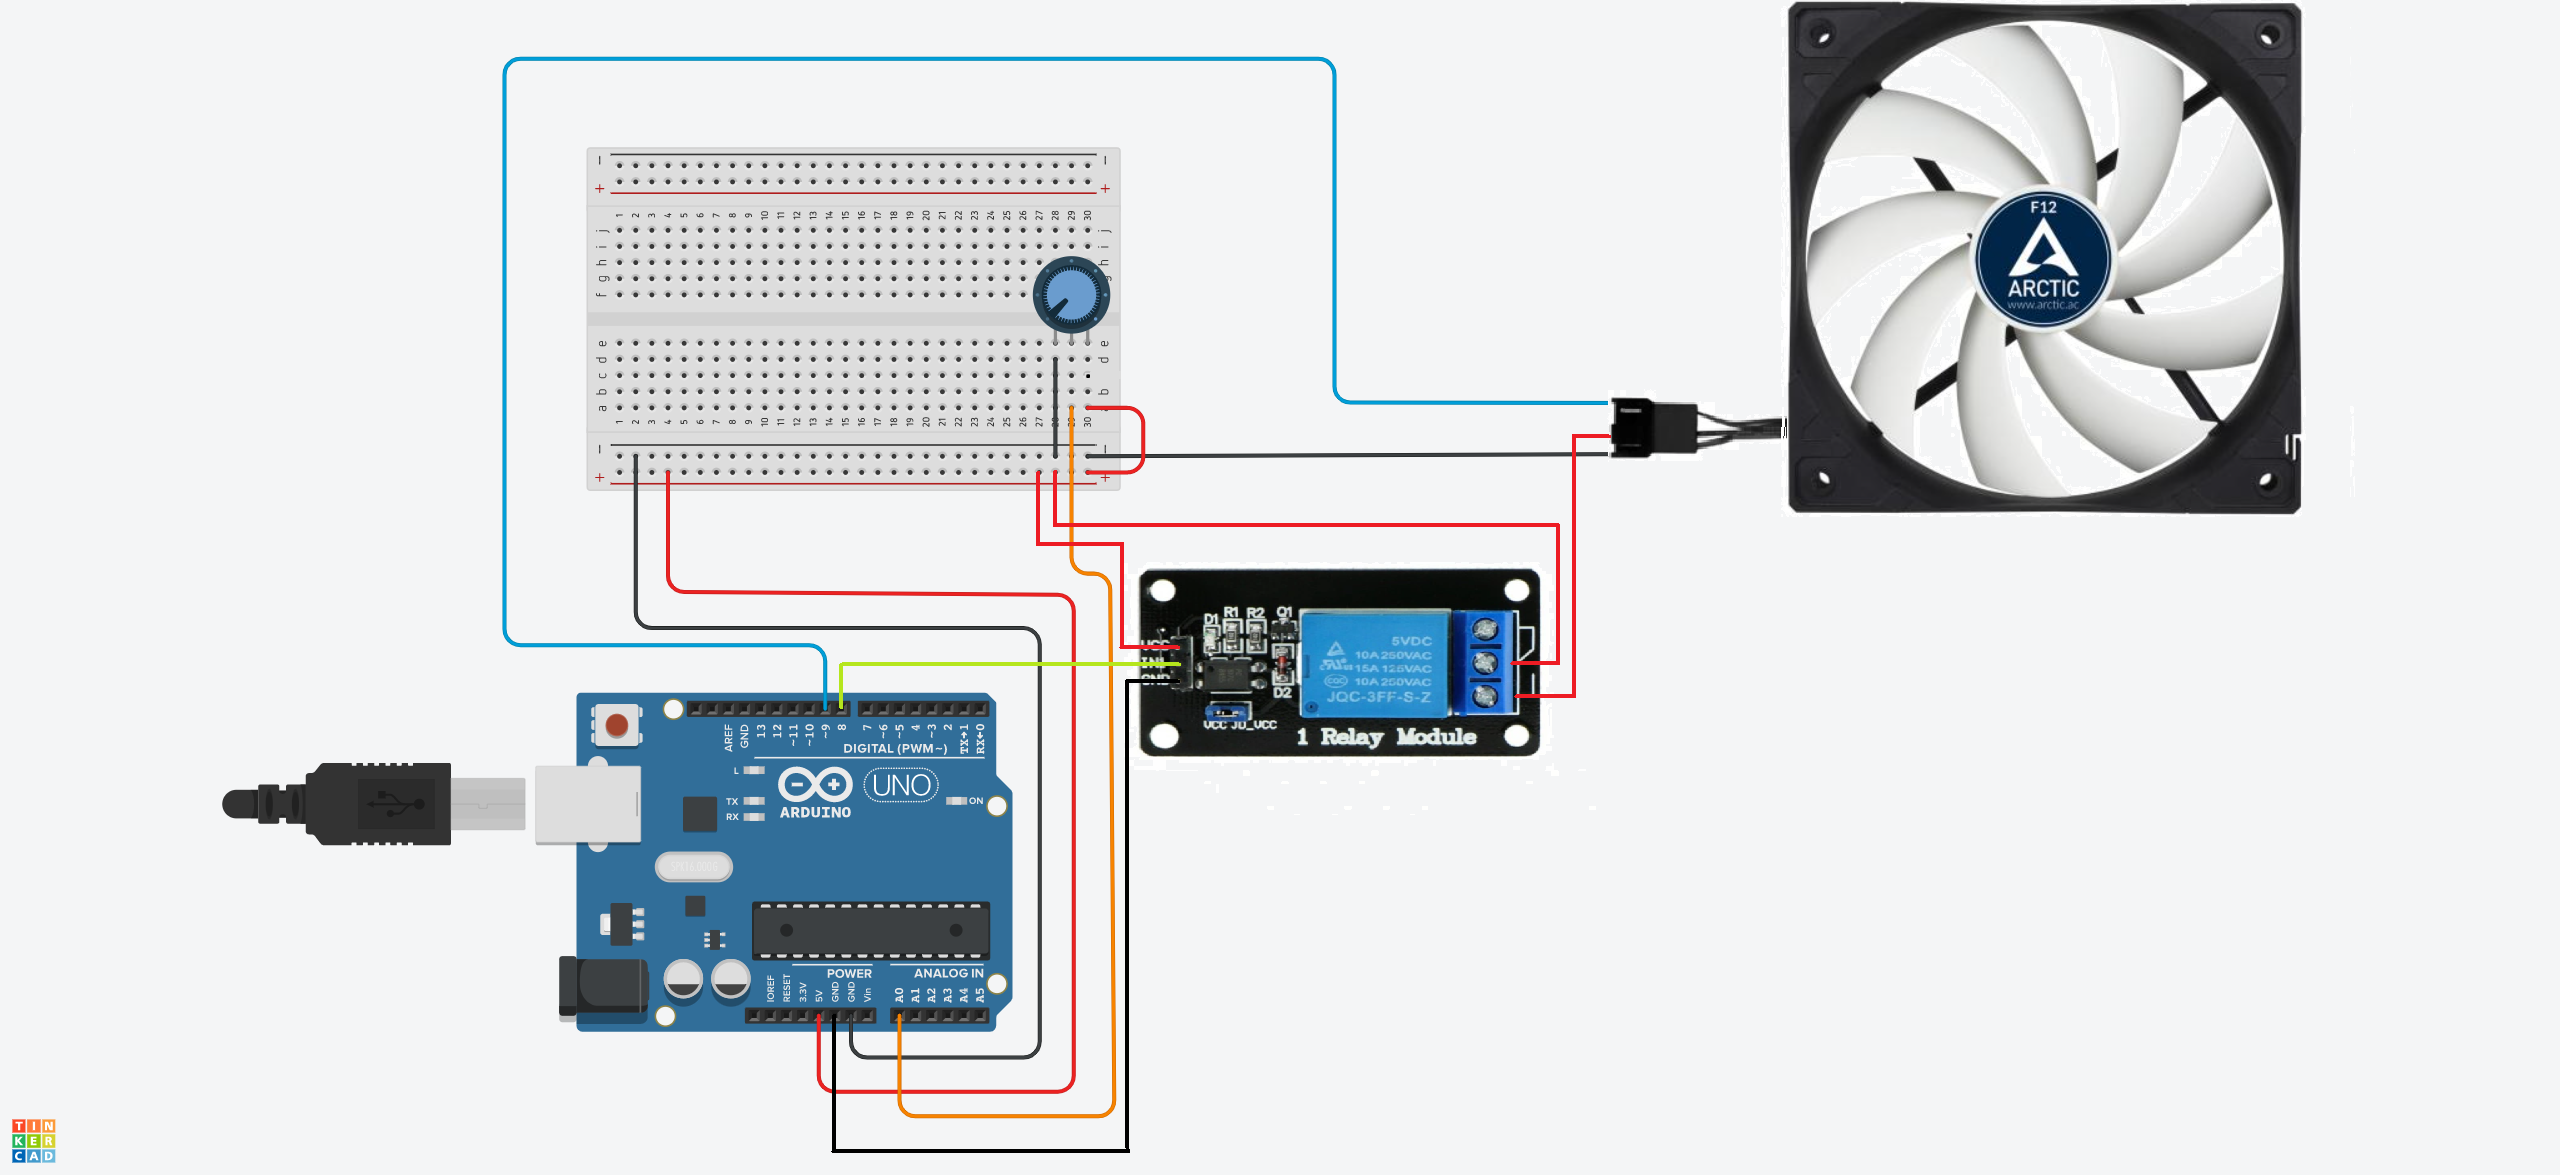 F12
ARCTIC
www.arctic.ac
− −
+ +
1 2 3 4 5 6 7 8 9 10 11 12 13 14 15 16 17 18 19 20 21 22 23 24 25 26 27 28 29 30
j j
i i
h h
g g
f
e e
d d
c c
b b
a
1 2 3 4 5 6 7 8 9 10 11 12 13 14 15 16 17 18 19 20 21 22 23 24 25 26 27 30
− −
+ +
VCC
IN1
GND
D1 R1 R2 Q1
D2
VCC JD_VCC
5VDC
10A 250VAC
15A 125VAC
10A 250VAC
JQC-3FF-S-Z
1 Relay Module
AREF GND 13 12 ~11 ~10 ~9 8 7 ~6 ~5 4 ~3 2 TX→1 RX←0
DIGITAL (PWM~)
L
TX
RX
ON
UNO
ARDUINO
POWER
ANALOG IN
IOREF RESET 3.3V 5V GND GND Vin A0 A1 A2 A3 A4 A5
TIN
KER
CAD